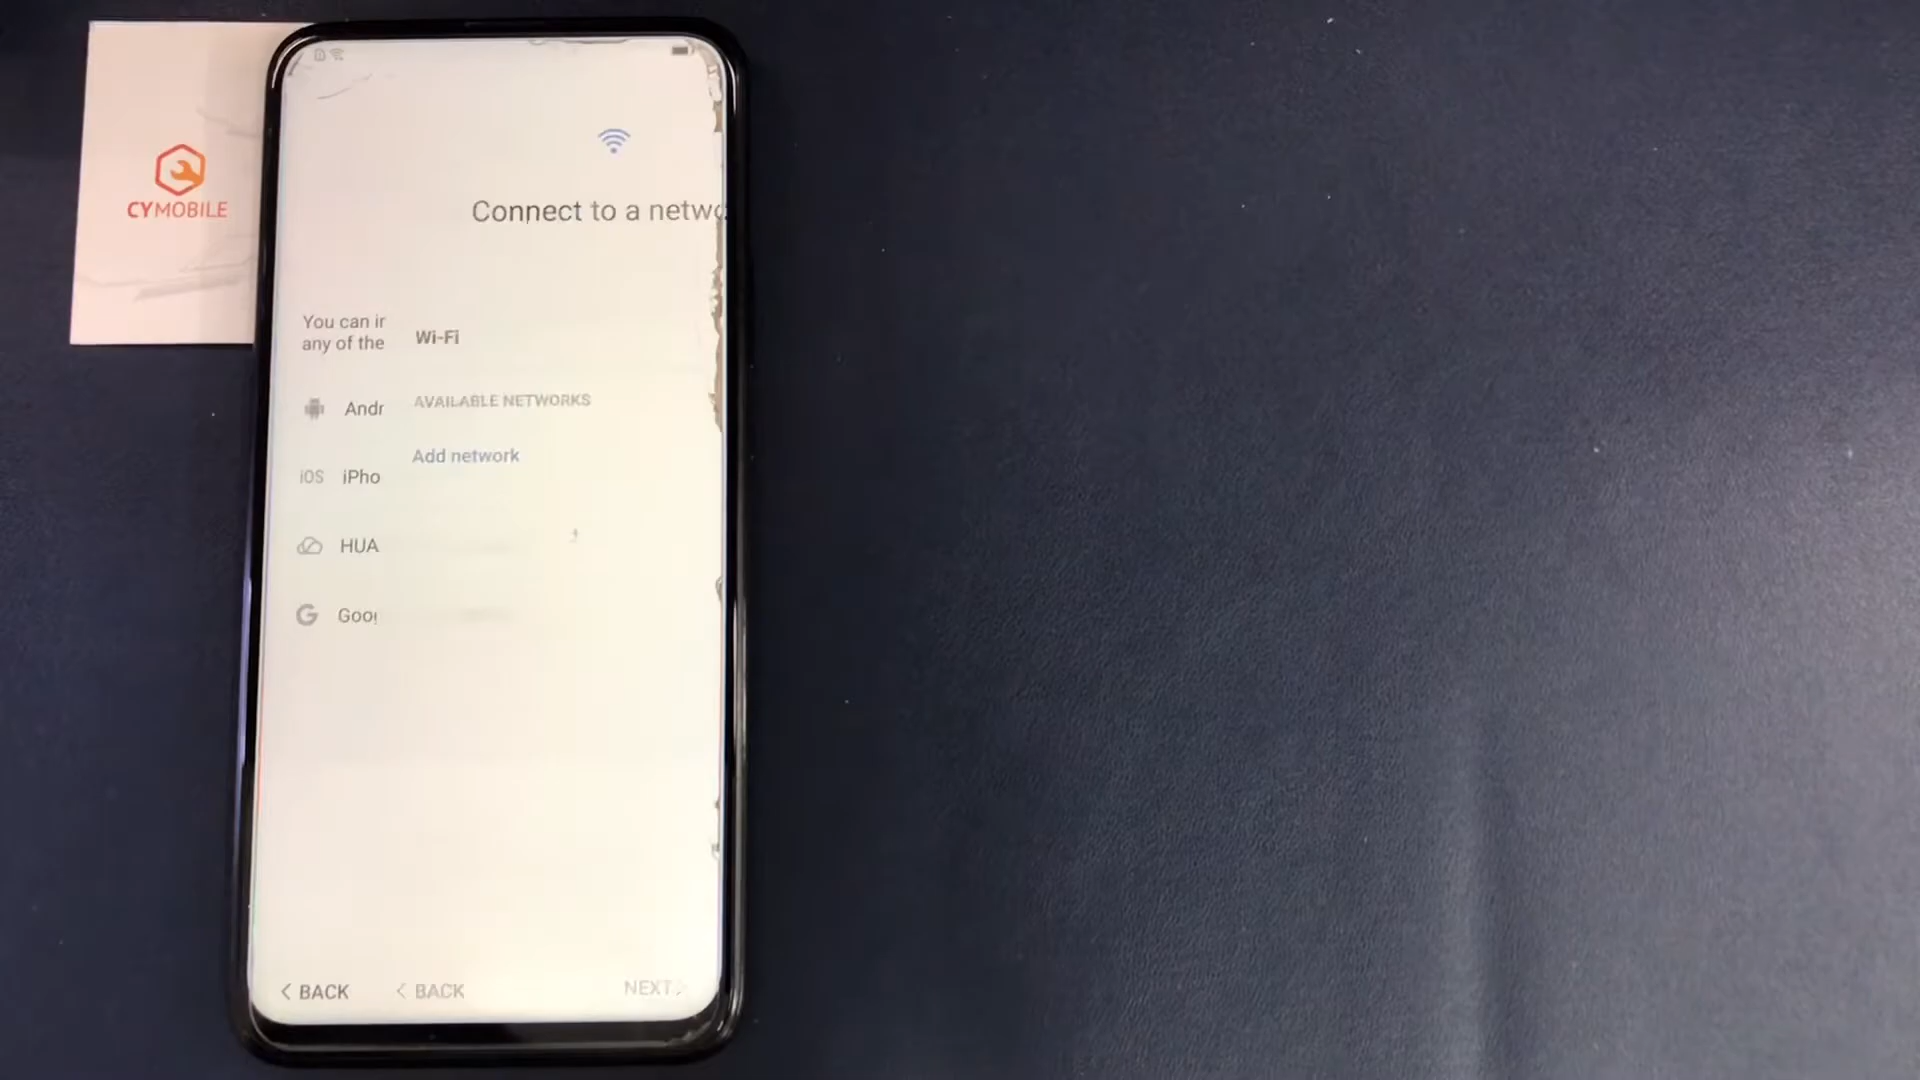 CYMOBILE
Connect to a netwo
You can ir
any of the
Wi-Fi
Andr
AVAILABLE NETWORKS
Add network
iOS iPho
HUA
Goo
BACK
BACK
NEXT